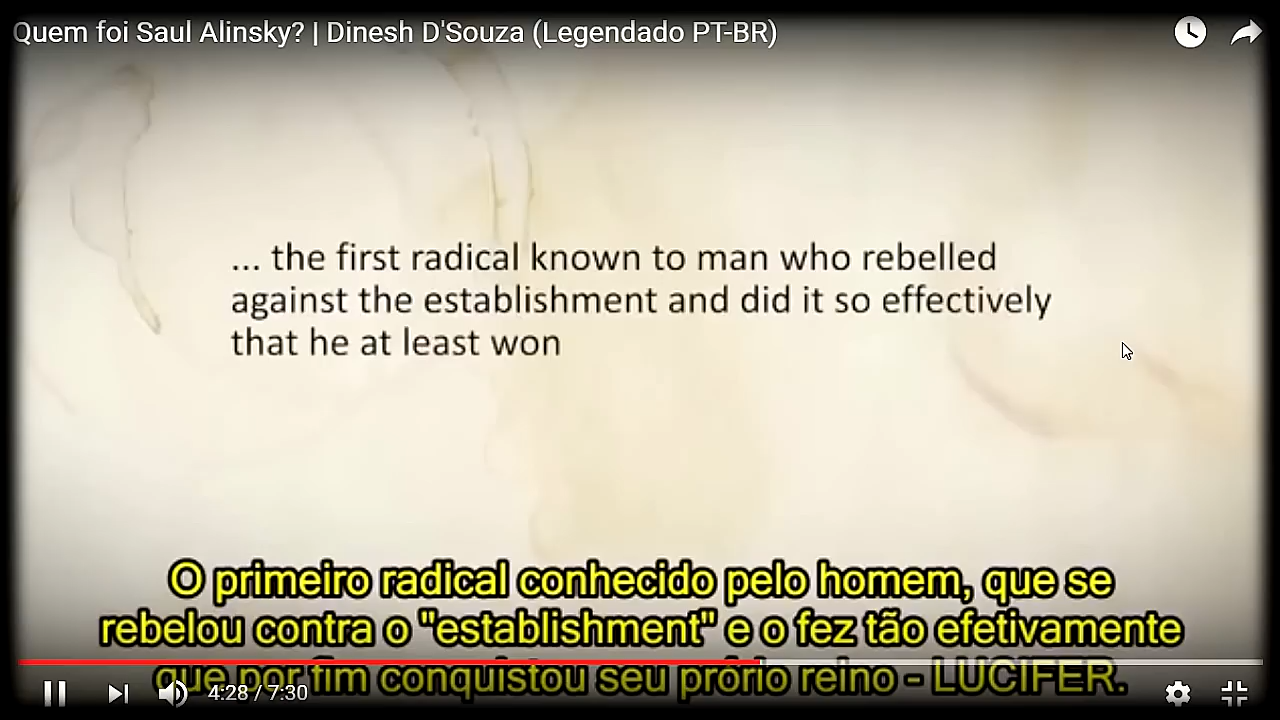 Quem foi Saul Alinsky? | Dinesh D'Souza (Legendado PT-BR)
... the first radical known to man who rebelled
against the establishment and did it so effectively
that he at least won
O primeiro radical conhecido pelo homem, que se
rebelou contra o "establishment" e o fez tão efetivamente
que por fim conquistou seu prório reino - LUCIFER.
4:28 / 7:30